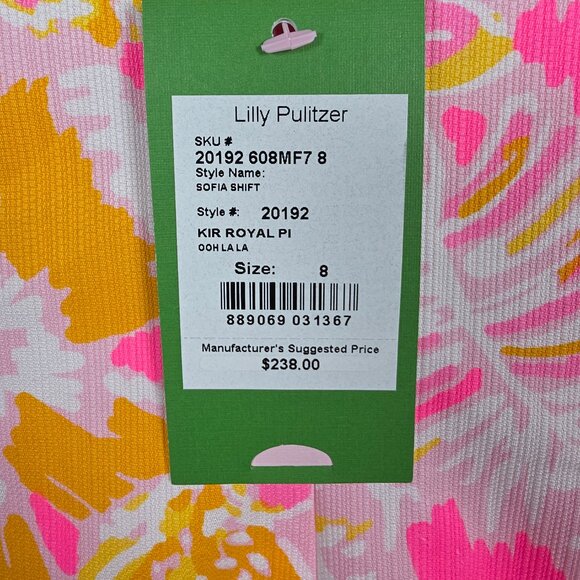 Lilly Pulitzer
SKU #
20192 608MF7 8
Style Name:
SOFIA SHIFT
Style #: 20192
KIR ROYAL PI
OOH LA LA
Size: 8
889069 031367
Manufacturer's Suggested Price
$238.00